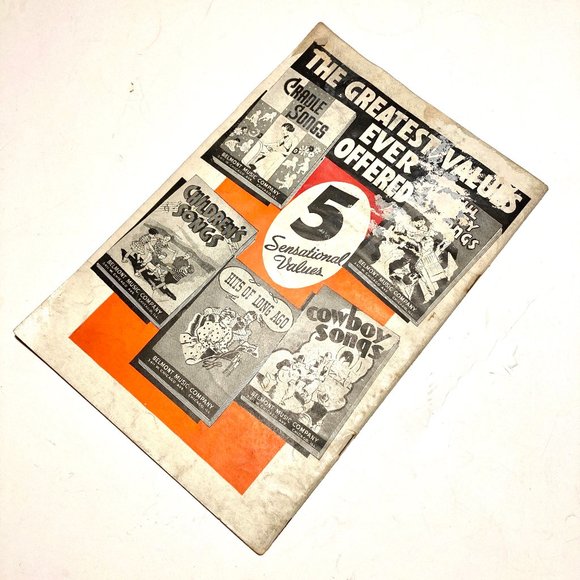 THE GREATEST VALUES
EVER
OFFERED
CRADLE
SONGS
BELMONT MUSIC COMPANY
5
Sensational
Values
SONGS
BELMONT MUSIC COMPANY
CHILDREN'S
SONGS
BELMONT MUSIC COMPANY
HITS OF LONG AGO
BELMONT MUSIC COMPANY
COWBOY
SONGS
BELMONT MUSIC COMPANY